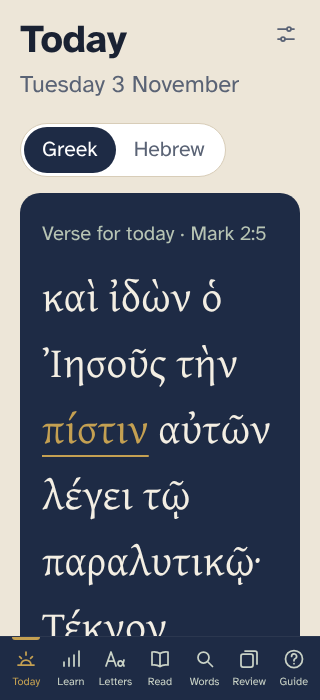 Today
Tuesday 3 November
Greek Hebrew
Verse for today · Mark 2:5
καὶ ἰδὼν ὁ
Ἰησοῦς τὴν
πίστιν αὐτῶν
λέγει τῷ
παραλυτικῷ·
Τέκνον
Today Learn Letters Read Words Review Guide